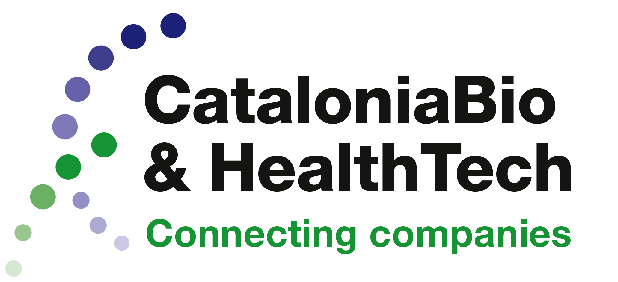 CataloniaBio
& HealthTech
Connecting companies